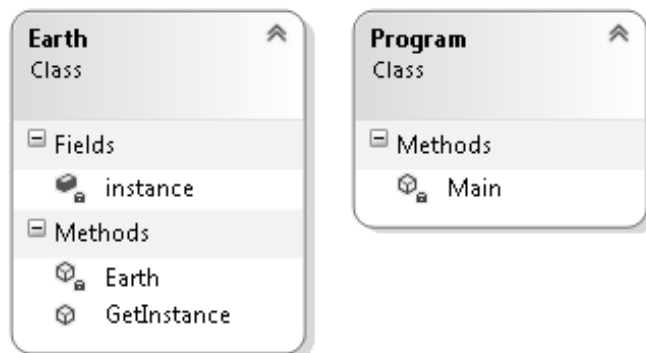 Earth
Class
Fields
instance
Methods
Earth
GetInstance
Program
Class
Methods
Main